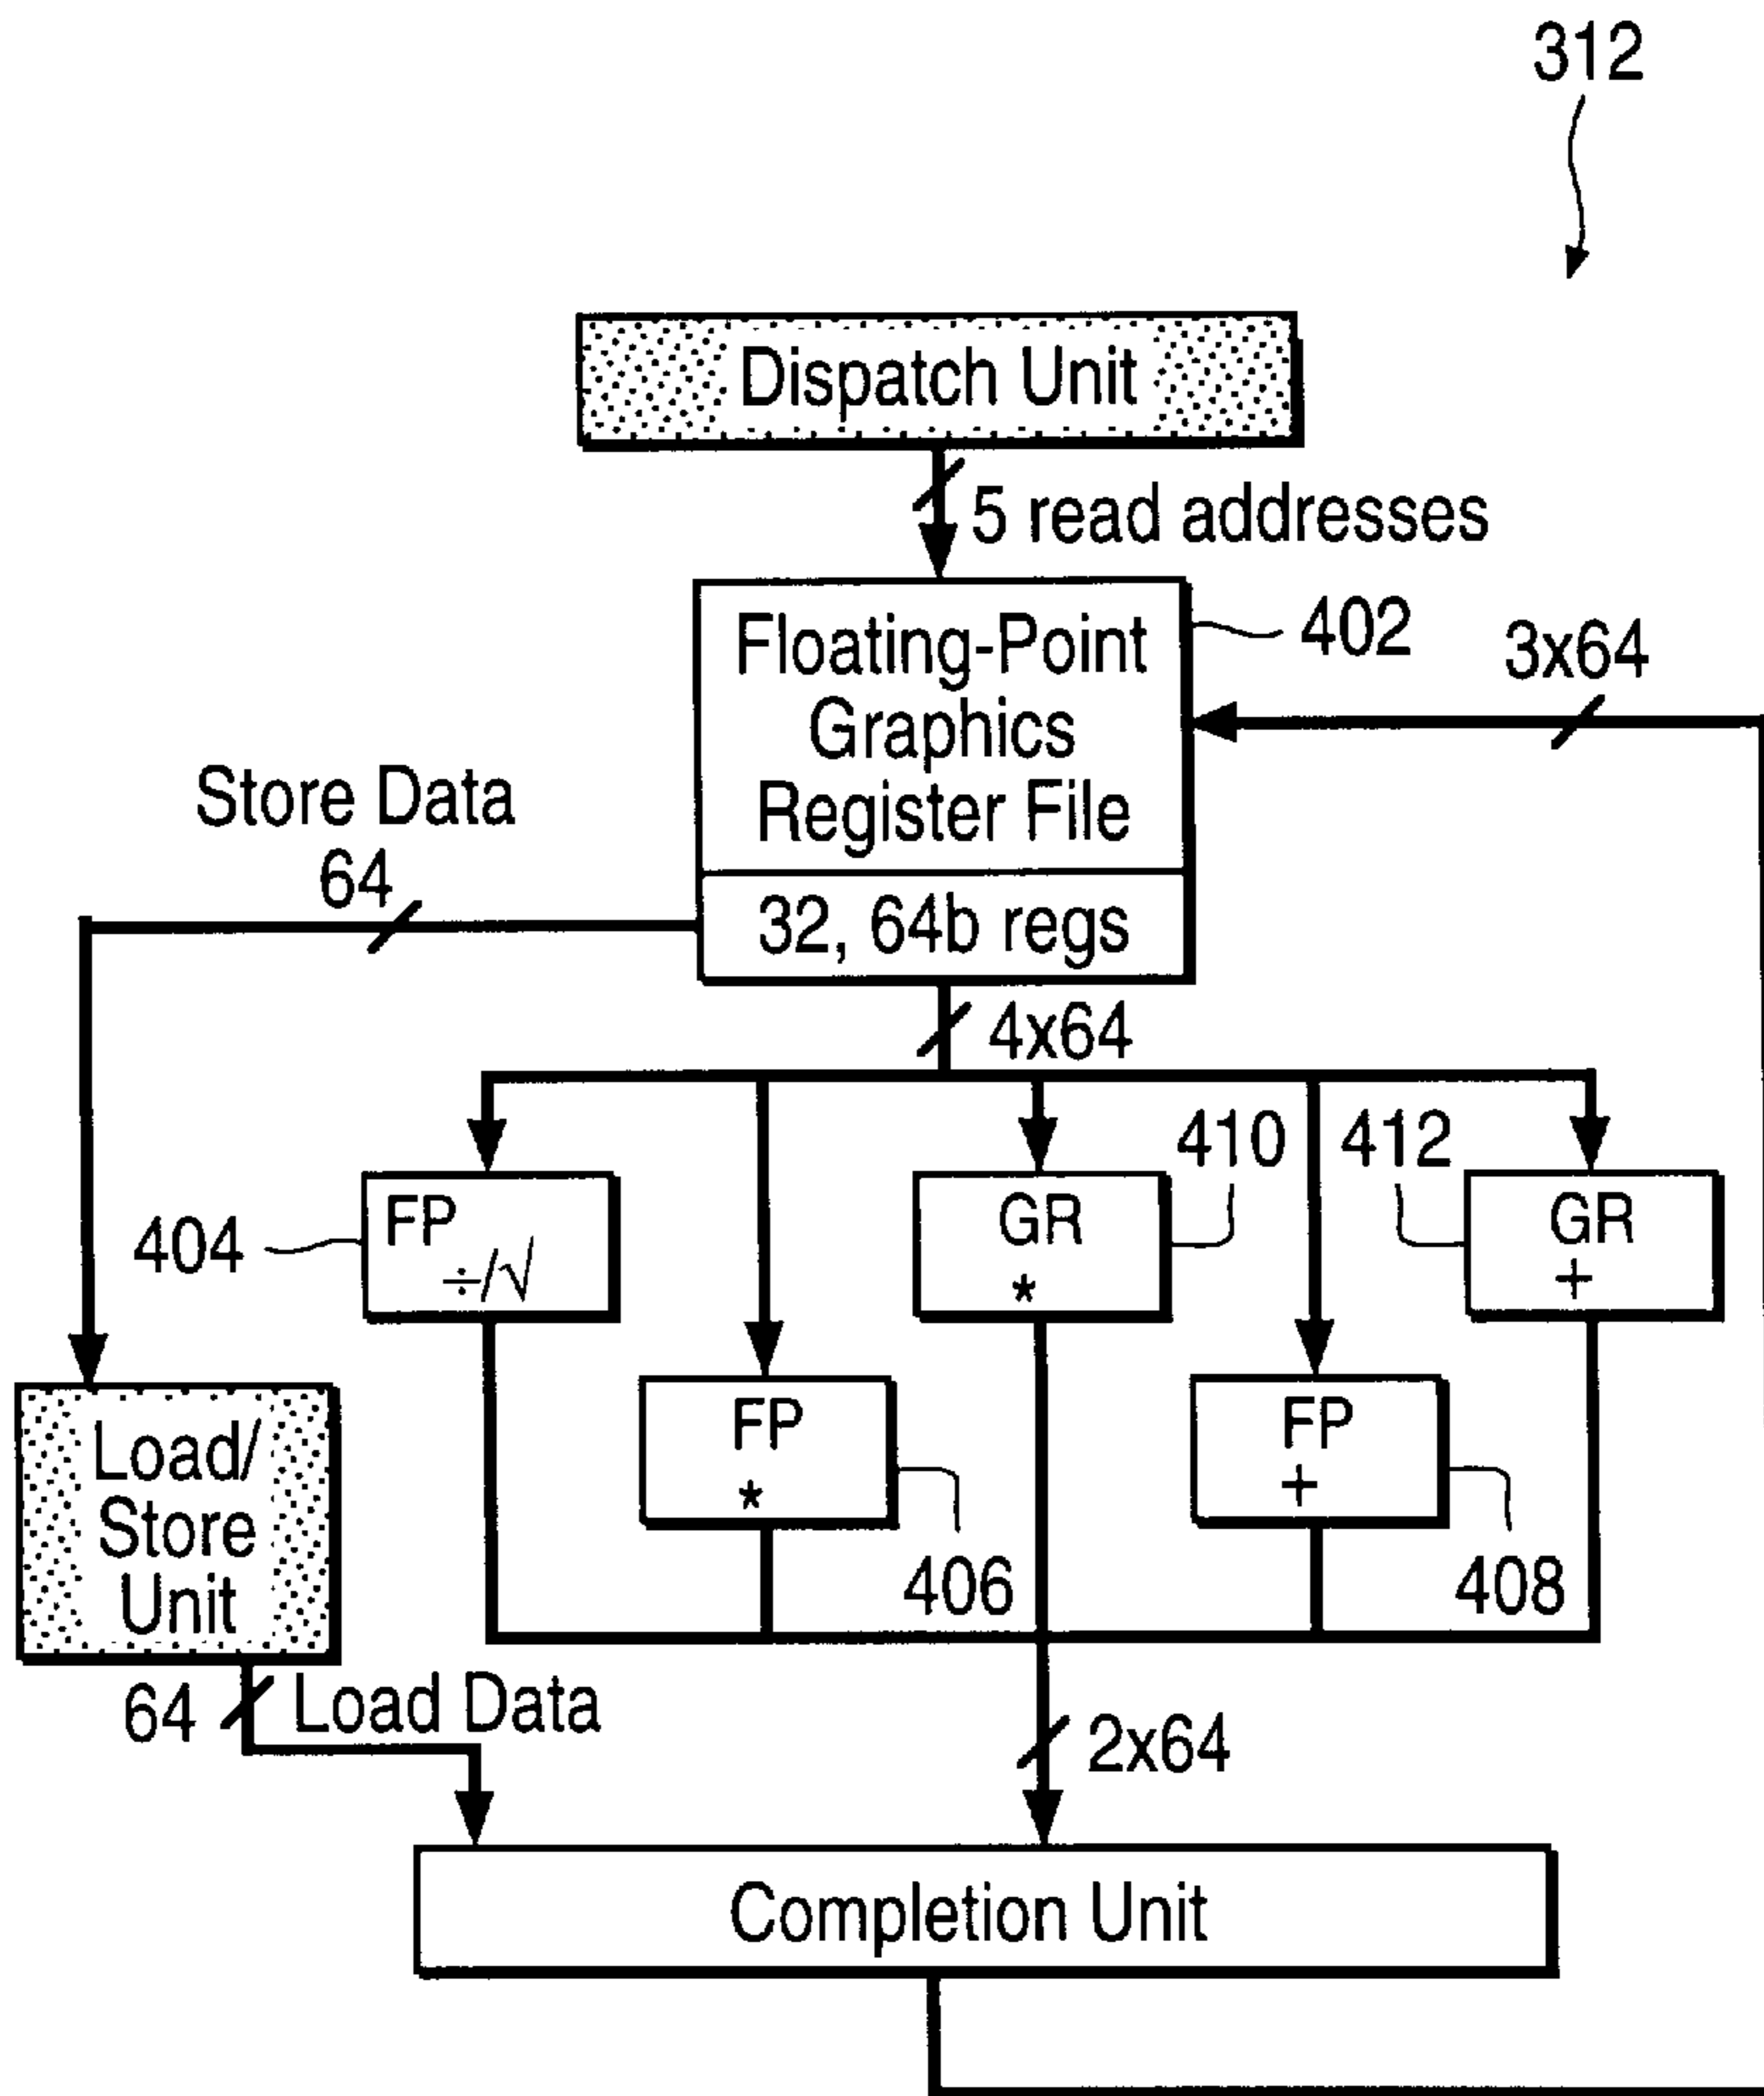 312
Dispatch Unit
5 read addresses
Floating-Point
Graphics
Register File
32, 64b regs
402
3x64
Store Data
64
4x64
410
412
404
FP
÷/√
GR
*
GR
+
FP
*
FP
+
406
408
Load/
Store
Unit
64
Load Data
2x64
Completion Unit